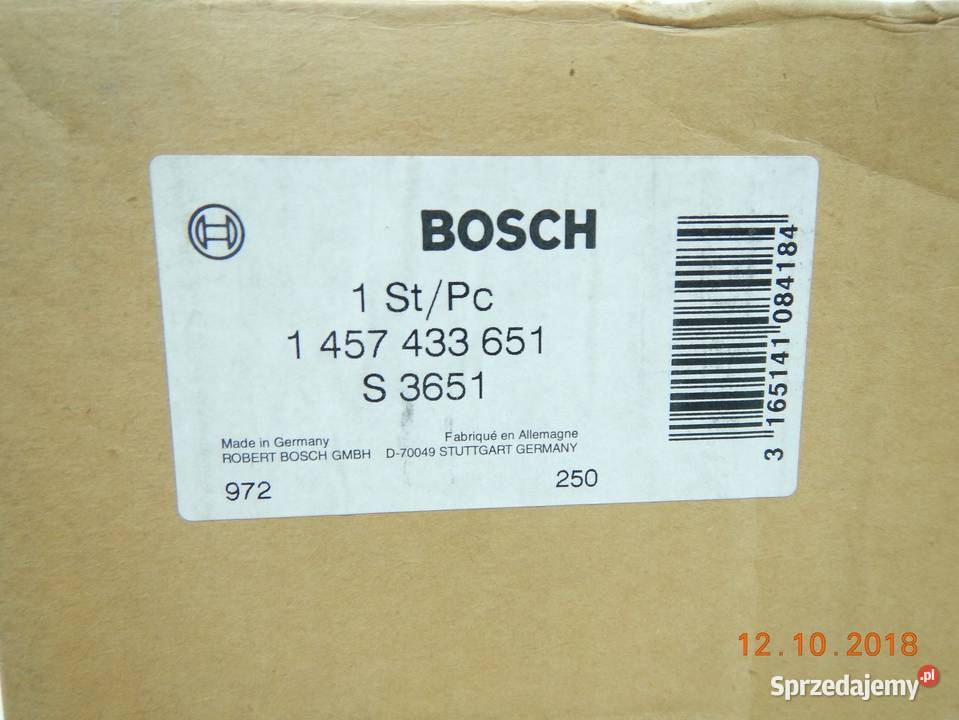 BOSCH
1 St/Pc
1 457 433 651
S 3651
Made in Germany Fabriqué en Allemagne
ROBERT BOSCH GMBH D-70049 STUTTGART GERMANY
972 250
3 165141 084184
12.10.2018
Sprzedajemy.pl